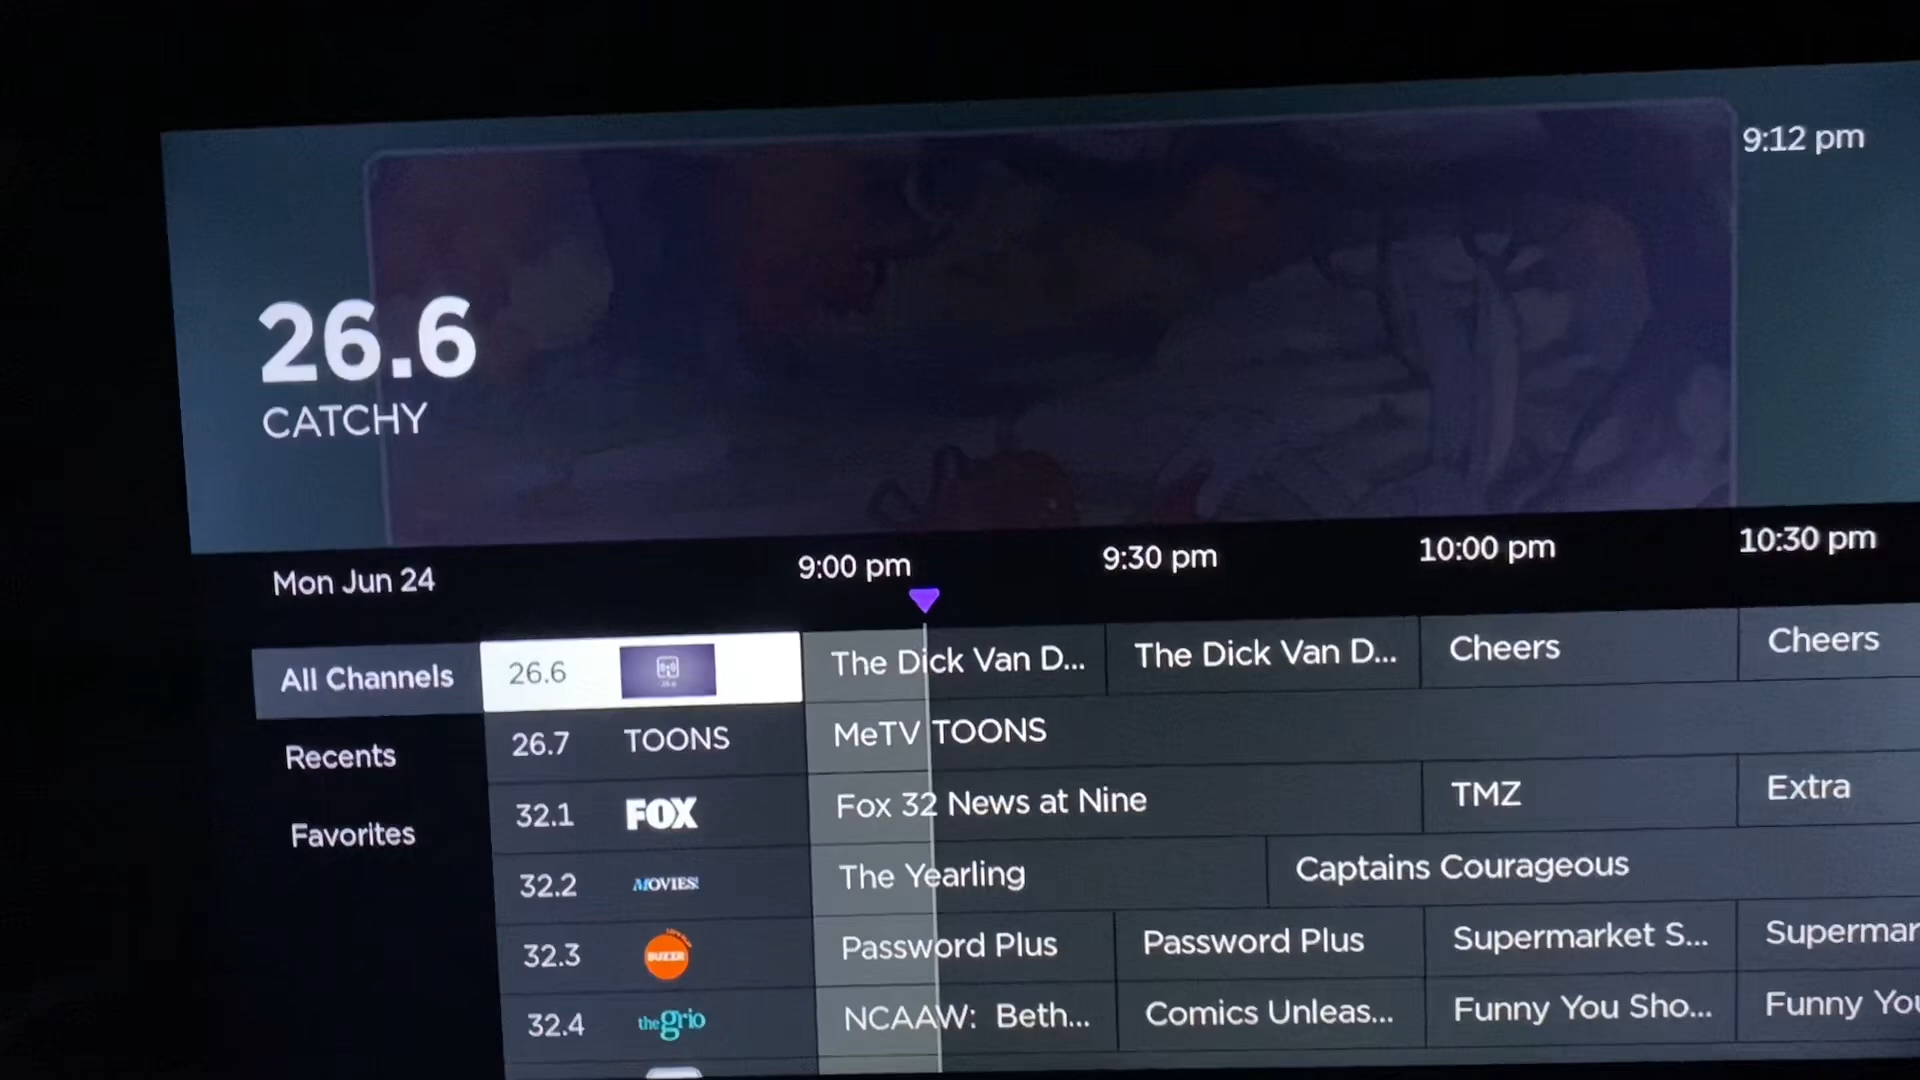 9:12 pm
26.6
CATCHY
Mon Jun 24
9:00 pm
9:30 pm
10:00 pm
10:30 pm
All Channels
Recents
Favorites
26.6
The Dick Van D...
The Dick Van D...
Cheers
Cheers
26.7
TOONS
MeTV TOONS
32.1
FOX
Fox 32 News at Nine
TMZ
Extra
32.2
MOVIES!
The Yearling
Captains Courageous
32.3
BUZZR
Password Plus
Password Plus
Supermarket S...
Supermar
32.4
thegrio
NCAAW: Beth...
Comics Unleas...
Funny You Sho...
Funny You